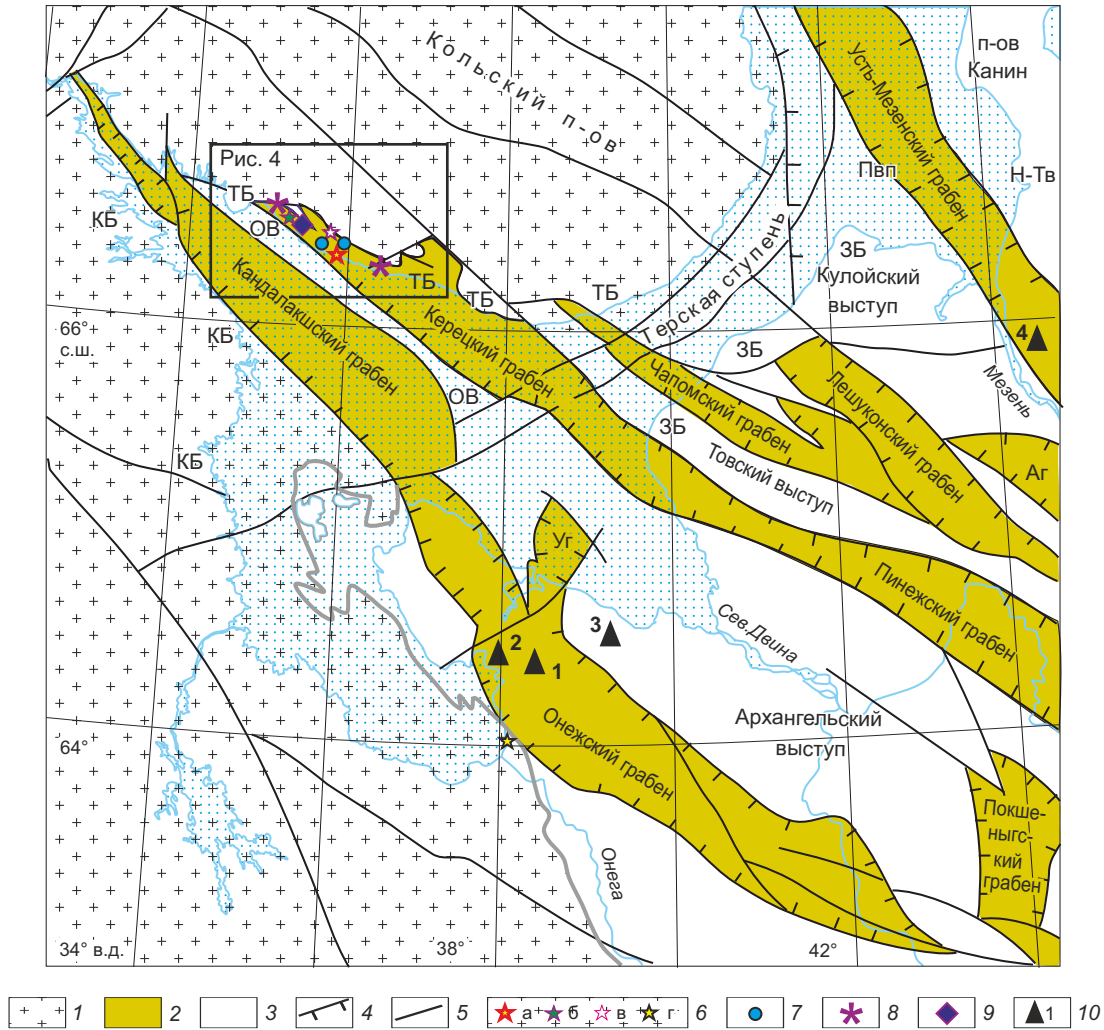 Кольский п-ов
п-ов
Канин
Усть-Мезенский грабен
Рис. 4
ТБ
Пвп
Н-Тв
КБ
ОВ
ЗБ
Кулойский
выступ
ТБ
Терская ступень
Кандалакшский грабен
ТБ
ТБ
66°
с.ш.
КБ
Керецкий грабен
4
ЗБ
Мезень
Чапомский грабен
Лешуконский грабен
ОВ
ЗБ
Товский выступ
КБ
Аг
Уг
Пинежский грабен
Сев.Двина
3
2
1
Онежский грабен
Архангельский
выступ
64°
Покше-
ныгс-
кий
грабен
Онега
34° в.д.
38°
42°
1 2 3 4 5 а б в г 6 7 8 9 1 10